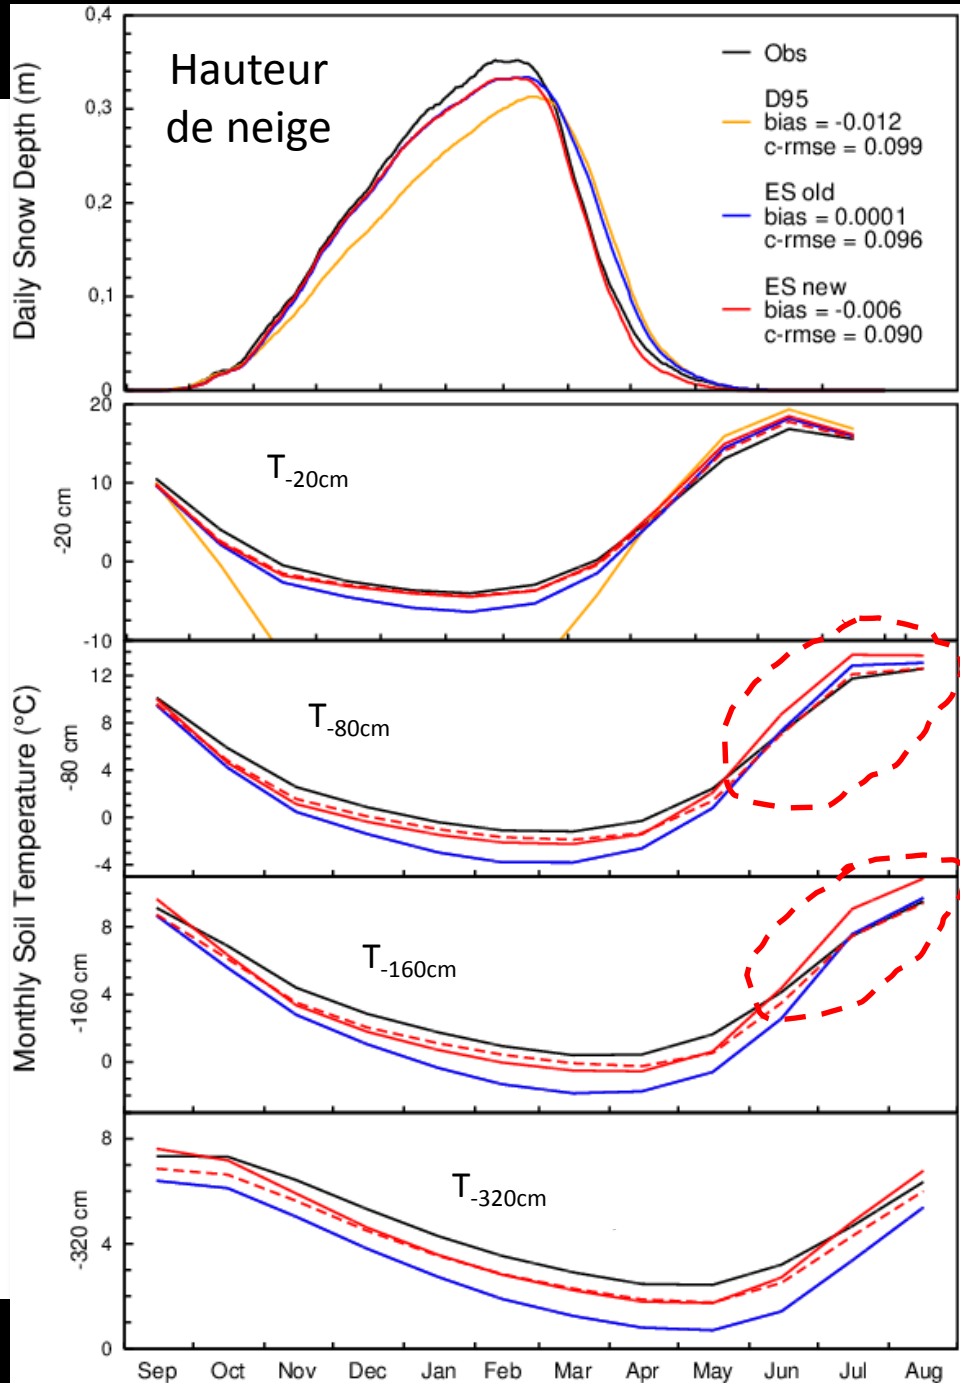 0,4
0,3
0,2
0,1
0
Daily Snow Depth (m)
Hauteur
de neige
Obs
D95
bias = -0.012
c-rmse = 0.099
ES old
bias = 0.0001
c-rmse = 0.096
ES new
bias = -0.006
c-rmse = 0.090
Monthly Soil Temperature (°C)
20
10
0
-10
-20 cm
T-20cm
12
8
4
0
-4
-80 cm
T-80cm
8
4
0
-160 cm
T-160cm
8
4
0
-320 cm
T-320cm
Sep Oct Nov Dec Jan Feb Mar Apr May Jun Jul Aug